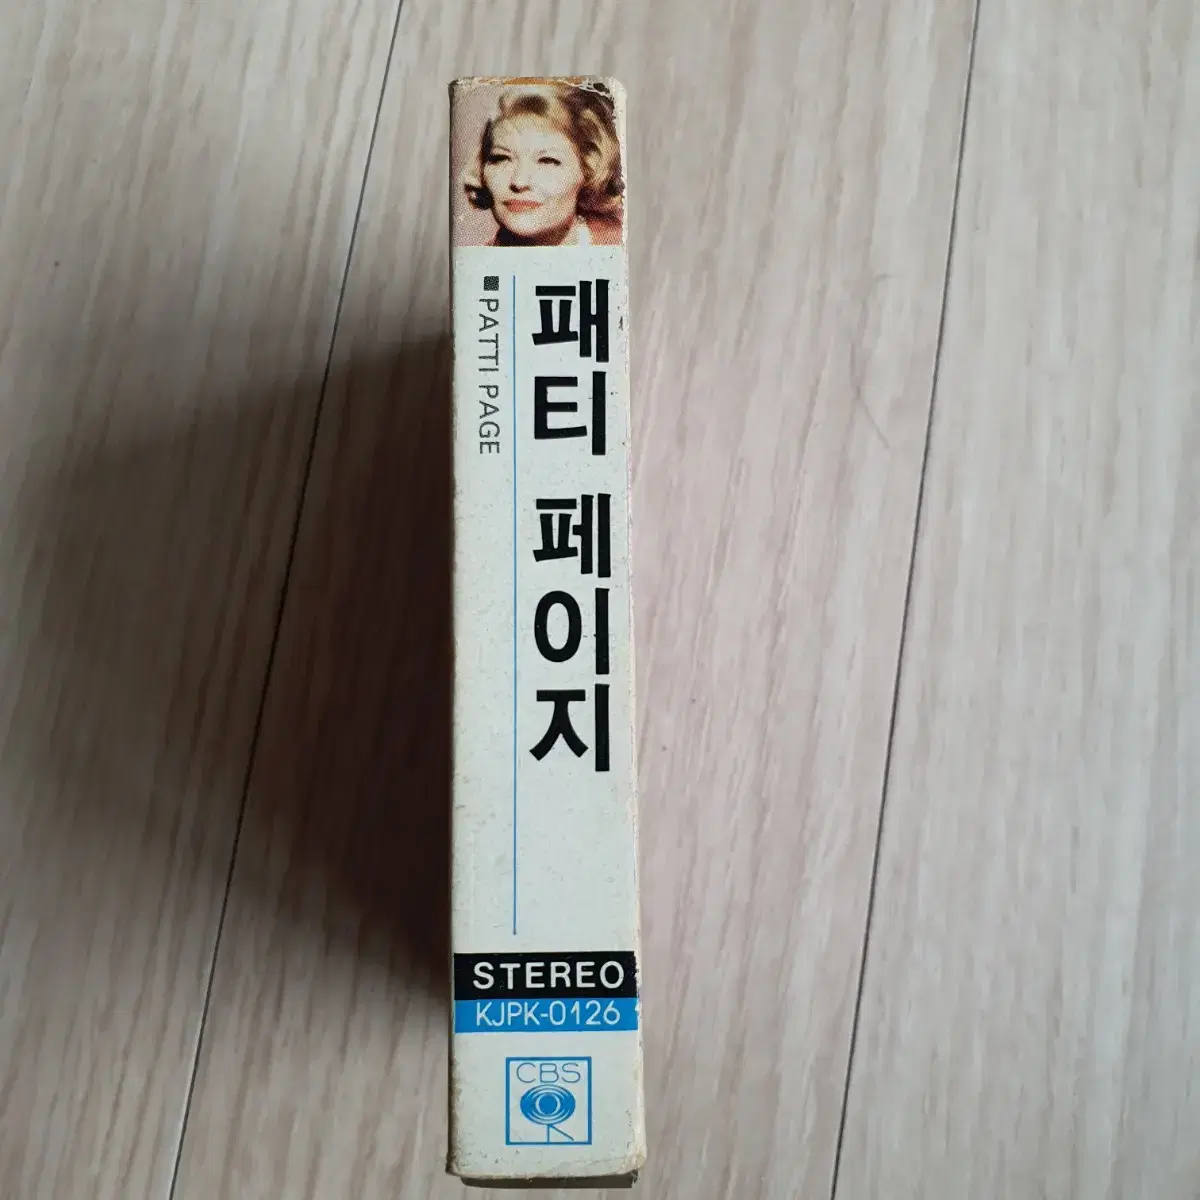 패티 페이지
■PATTI PAGE
STEREO
KJPK-0126
CBS